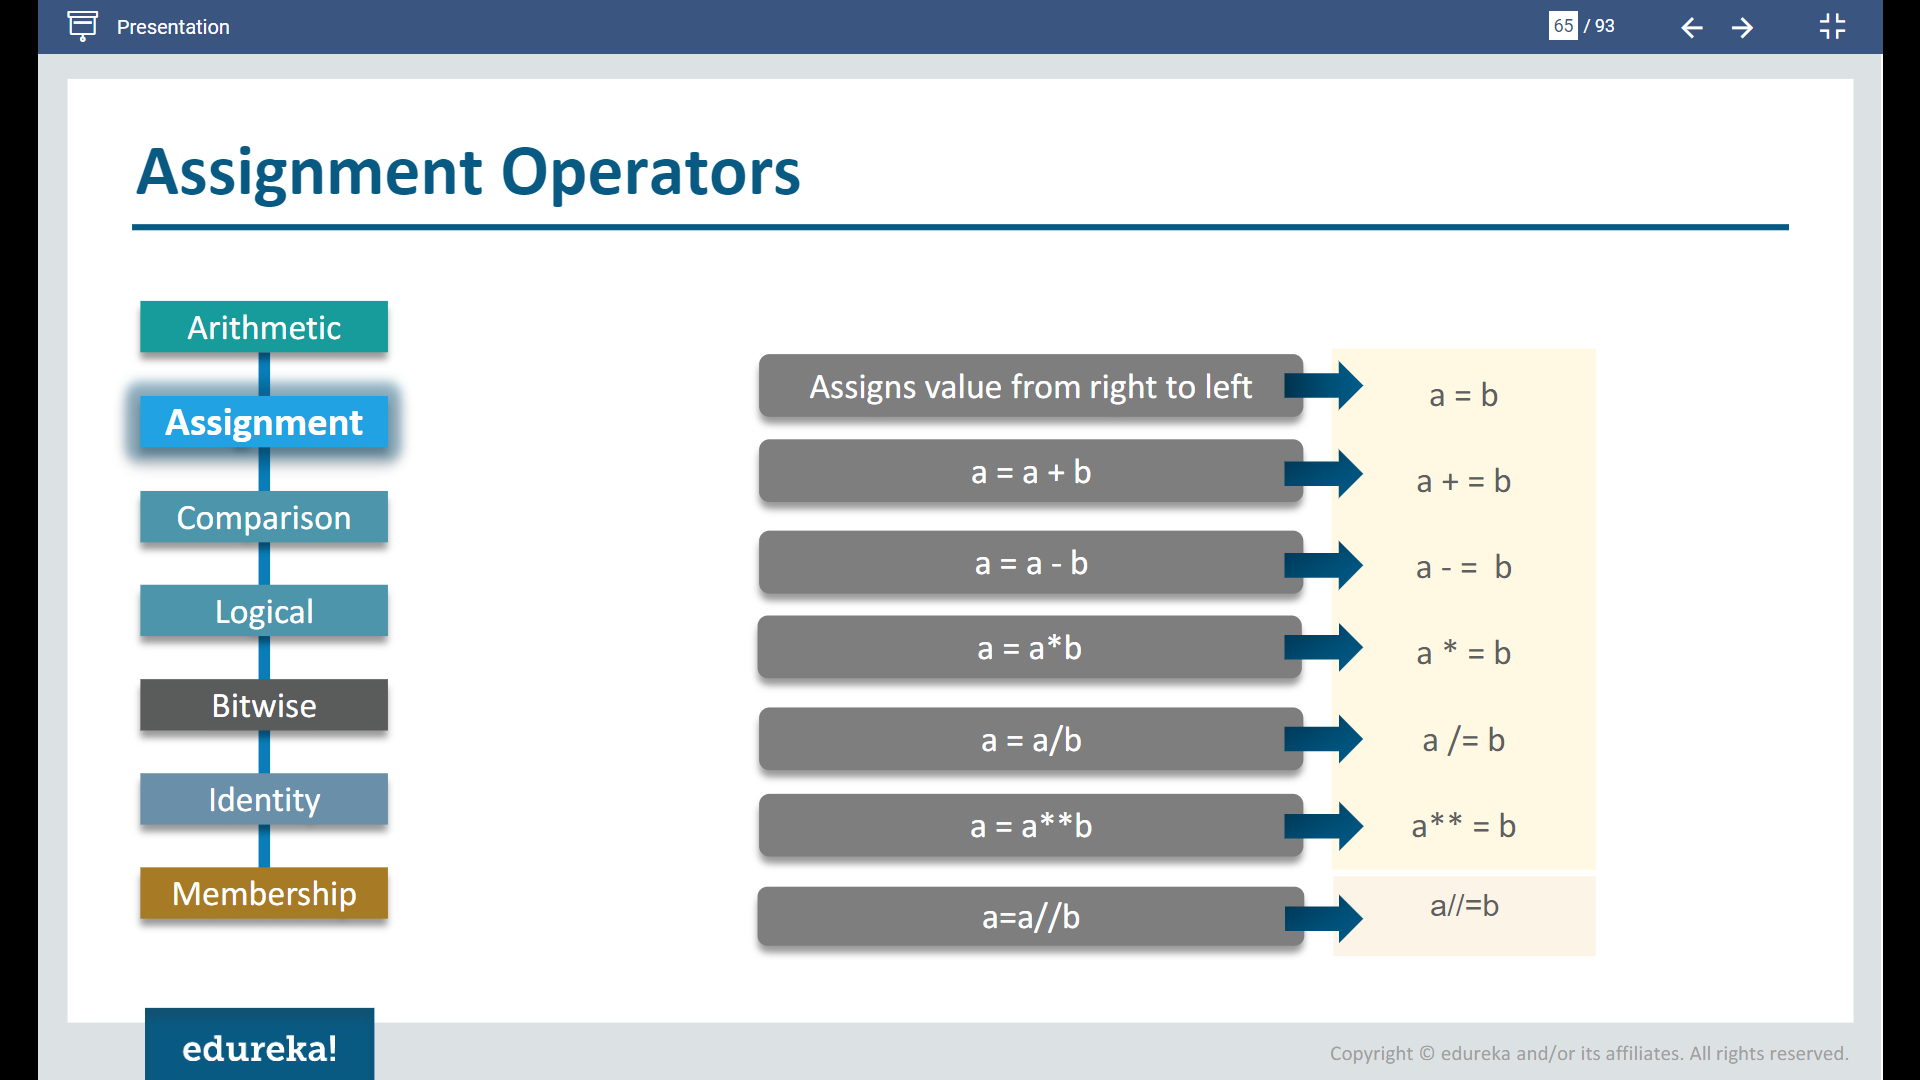 Presentation
65 / 93
Assignment Operators
Arithmetic
Assignment
Comparison
Logical
Bitwise
Identity
Membership
Assigns value from right to left
a = b
a = a + b
a + = b
a = a - b
a - =  b
a = a*b
a * = b
a = a/b
a /= b
a = a**b
a** = b
a=a//b
a//=b
edureka!
Copyright © edureka and/or its affiliates. All rights reserved.